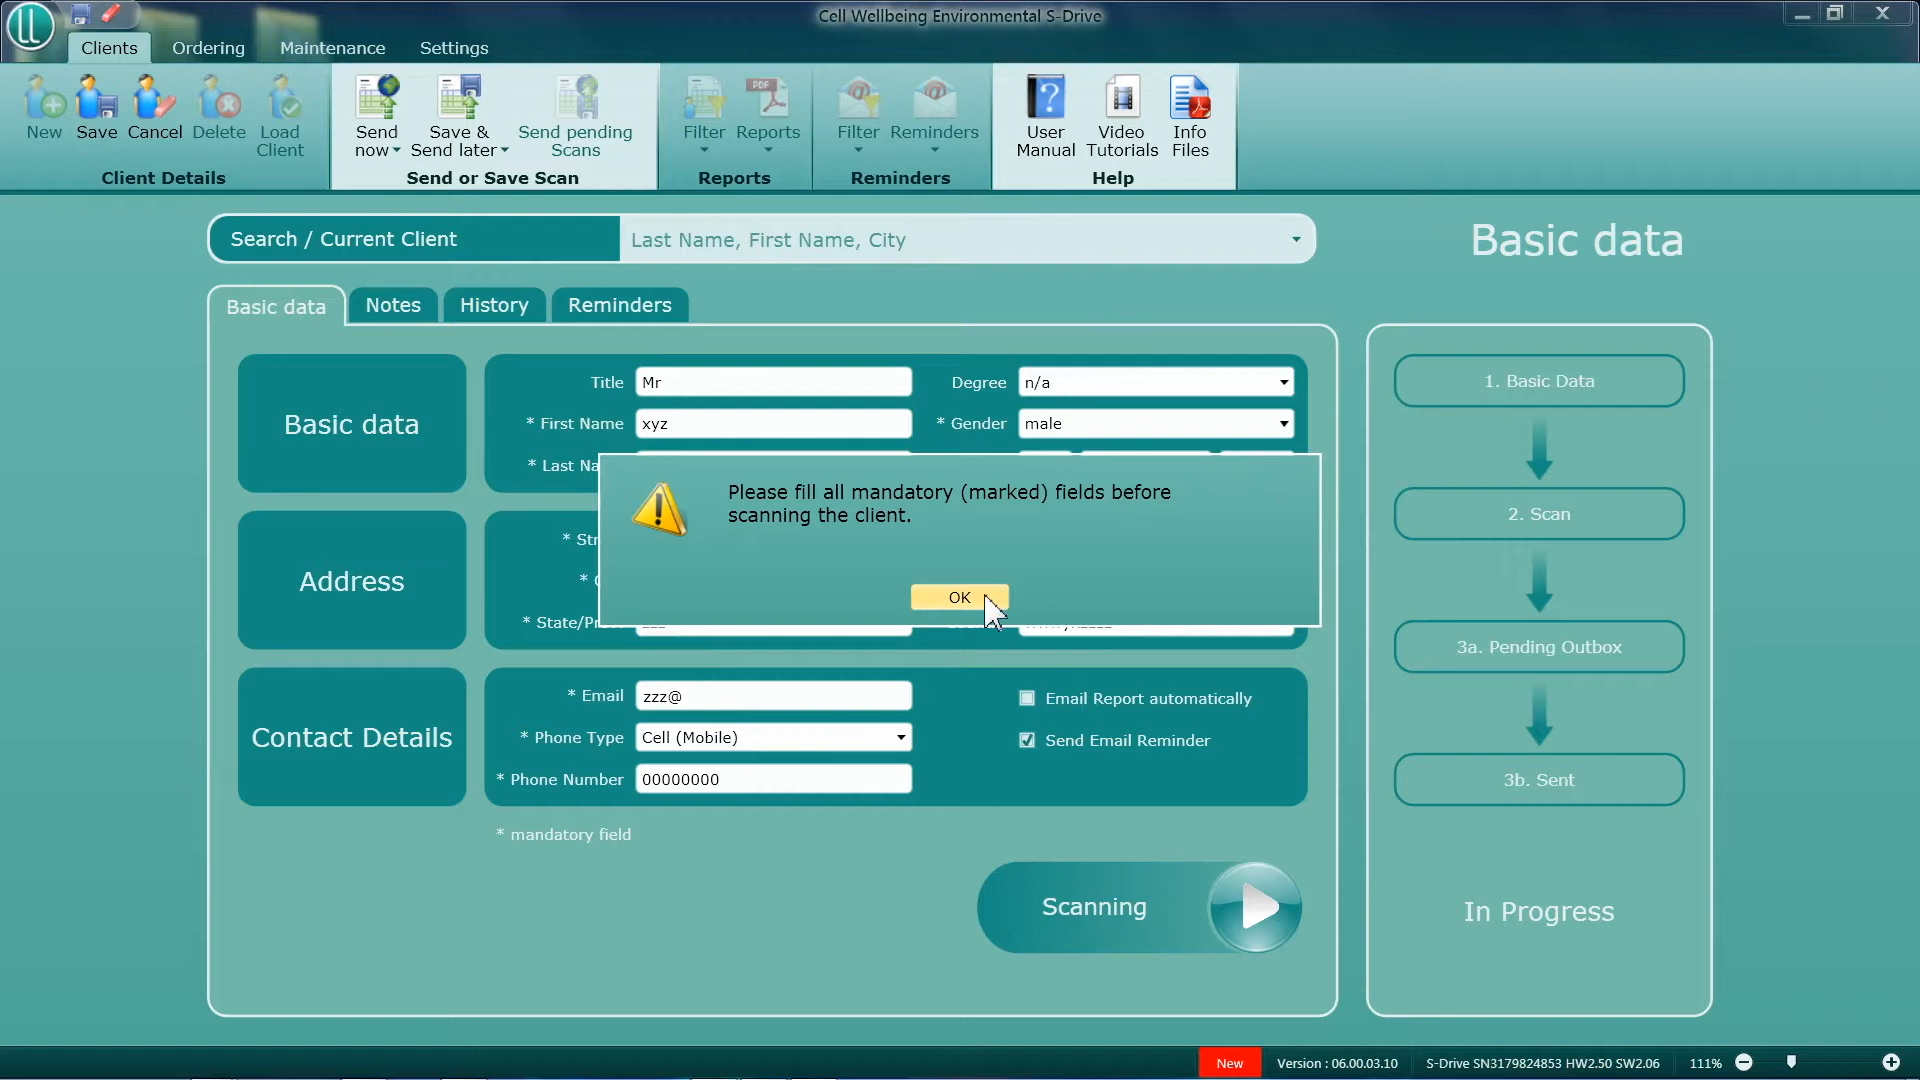 Cell Wellbeing Environmental S-Drive
Clients Ordering Maintenance Settings
New Save Cancel Delete Load Client
Client Details
Send now Save & Send later Send pending Scans
Send or Save Scan
Filter Reports
Reports
Filter Reminders
Reminders
User Manual Video Tutorials Info Files
Help
Search / Current Client Last Name, First Name, City
Basic data
Basic data Notes History Reminders
Basic data
Title Mr Degree n/a
* First Name xyz * Gender male
* Last Na
Please fill all mandatory (marked) fields before
scanning the client.
OK
Address
* Str
* State/Pr
Contact Details
* Email zzz@ Email Report automatically
* Phone Type Cell (Mobile) Send Email Reminder
* Phone Number 00000000
* mandatory field
Scanning
1. Basic Data
2. Scan
3a. Pending Outbox
3b. Sent
In Progress
New Version : 06.00.03.10 S-Drive SN3179824853 HW2.50 SW2.06 111%